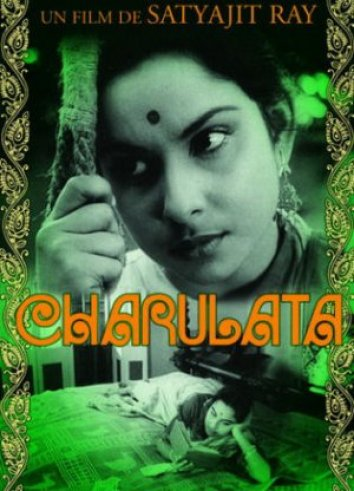 UN FILM DE SATYAJIT RAY
CHARULATA